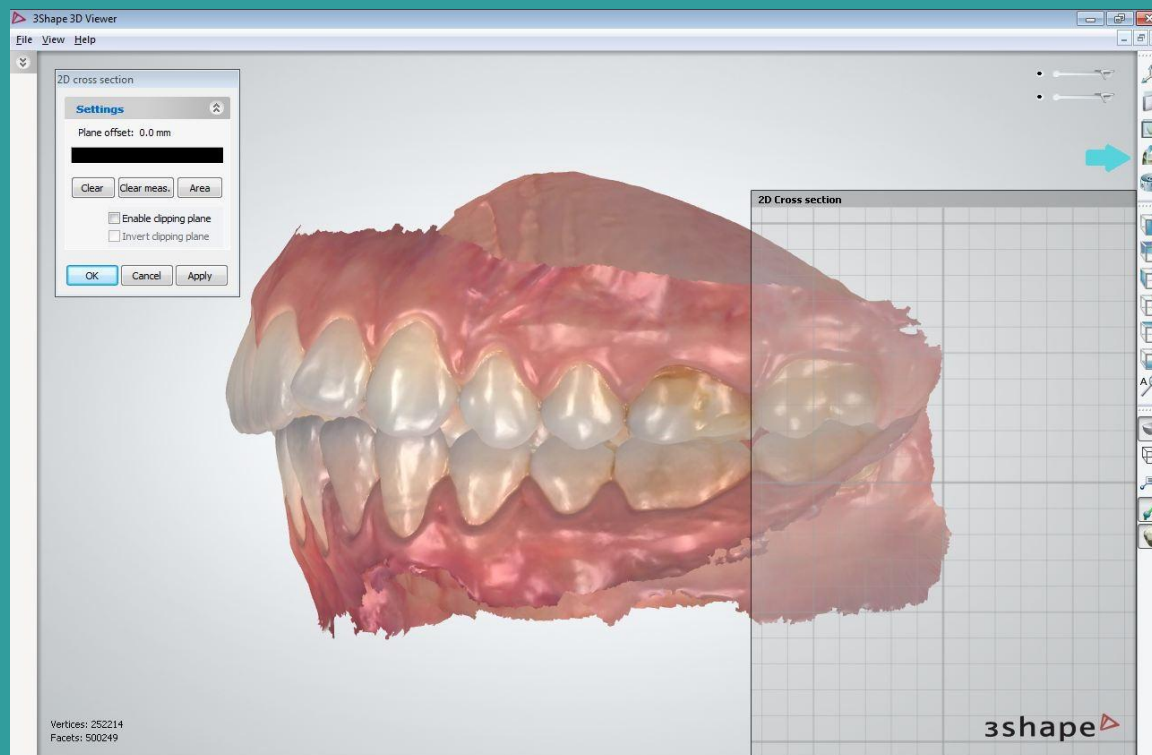 3Shape 3D Viewer
File View Help
2D cross section
Settings
Plane offset: 0.0 mm
Clear Clear meas. Area
Enable clipping plane
Invert clipping plane
OK Cancel Apply
2D Cross section
A
Vertices: 252214
Facets: 500249
3shape